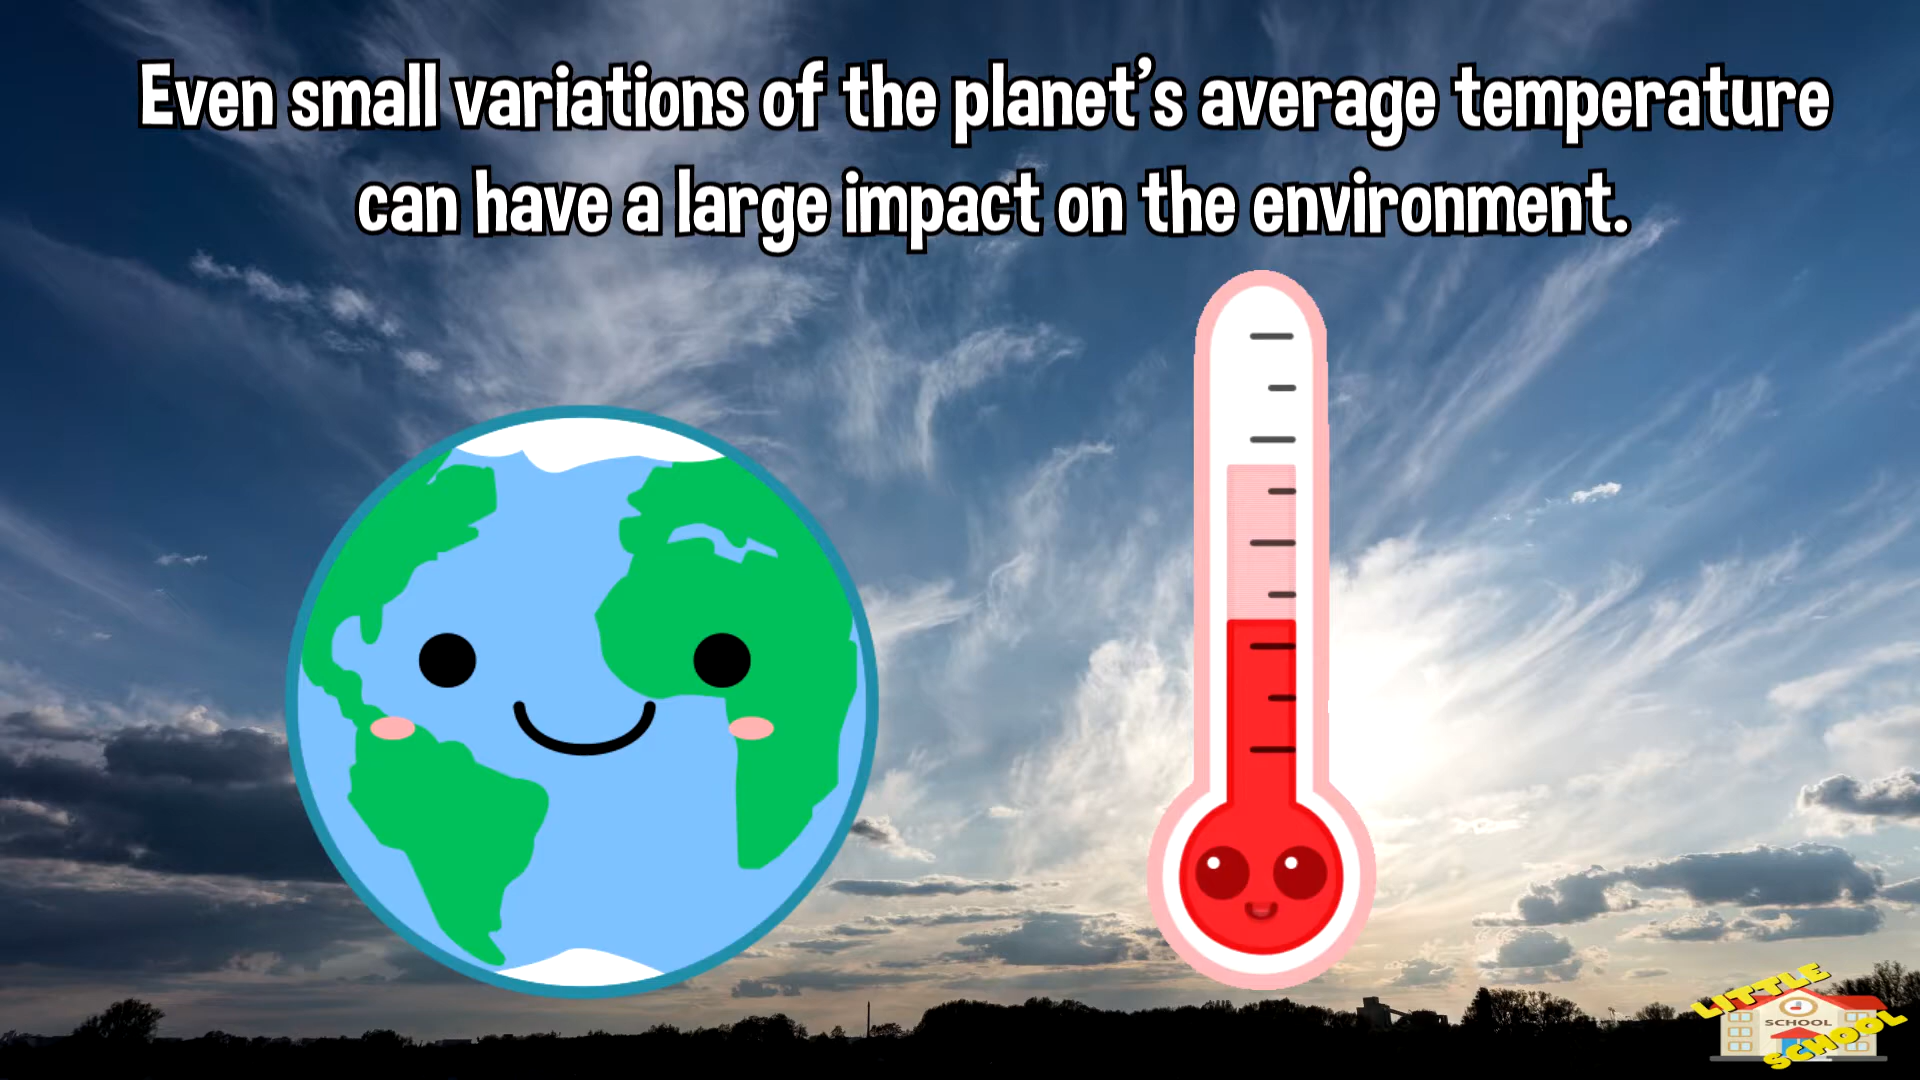 Even small variations of the planet's average temperature
can have a large impact on the environment.
LITTLE
SCHOOL
SCHOOL